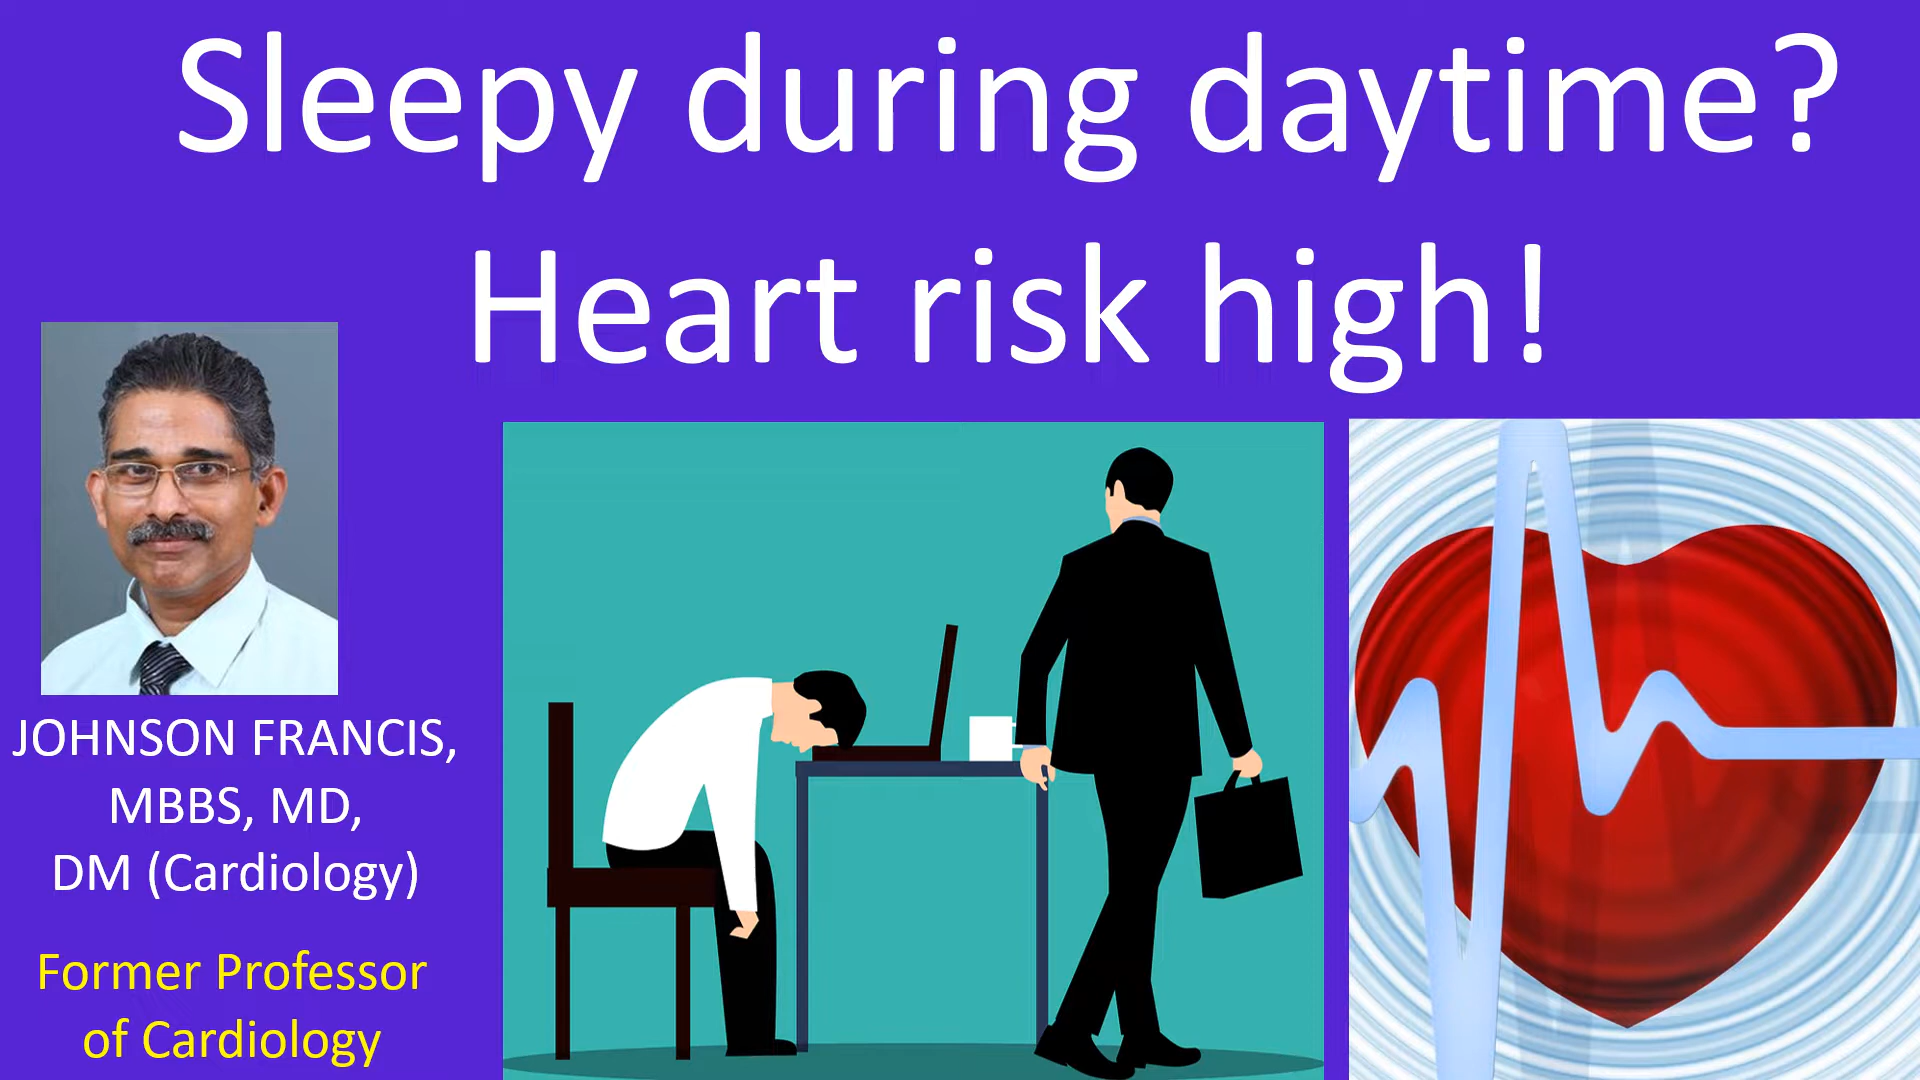 Sleepy during daytime?
Heart risk high!
JOHNSON FRANCIS,
MBBS, MD,
DM (Cardiology)
Former Professor
of Cardiology